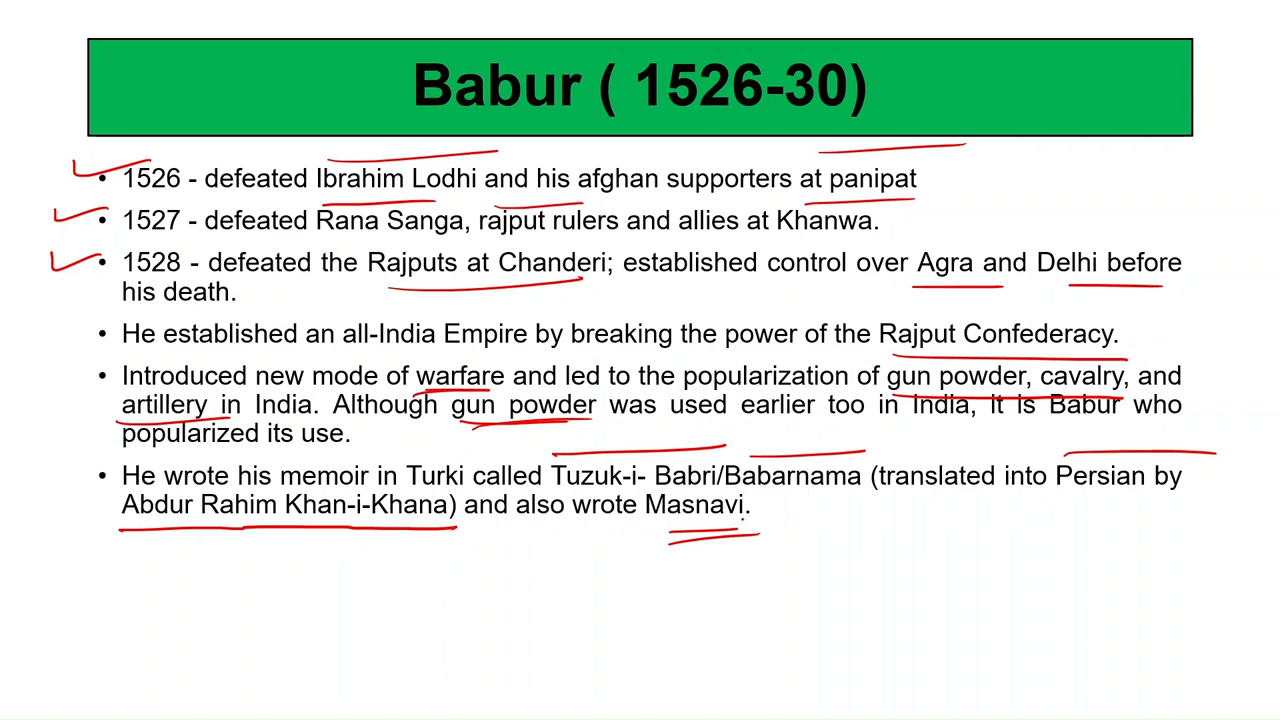 Babur ( 1526-30)
• 1526 - defeated Ibrahim Lodhi and his afghan supporters at panipat
• 1527 - defeated Rana Sanga, rajput rulers and allies at Khanwa.
• 1528 - defeated the Rajputs at Chanderi; established control over Agra and Delhi before
his death.
• He established an all-India Empire by breaking the power of the Rajput Confederacy.
• Introduced new mode of warfare and led to the popularization of gun powder, cavalry, and
artillery in India. Although gun powder was used earlier too in India, it is Babur who
popularized its use.
• He wrote his memoir in Turki called Tuzuk-i- Babri/Babarnama (translated into Persian by
Abdur Rahim Khan-i-Khana) and also wrote Masnavi.